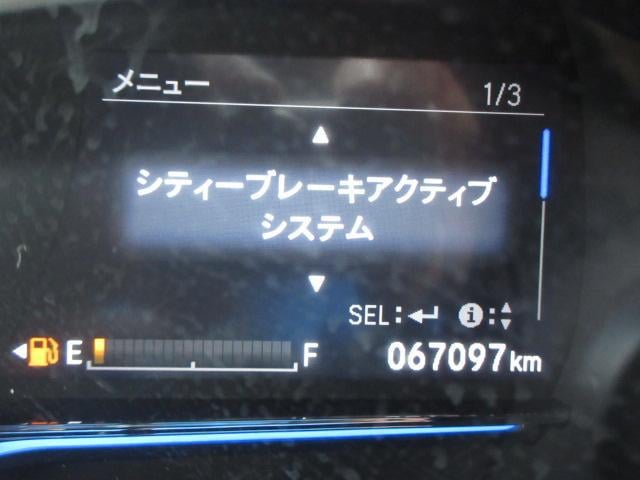 メニュー 1/3
シティーブレーキアクティブ
システム
SEL: :
E F 067097km